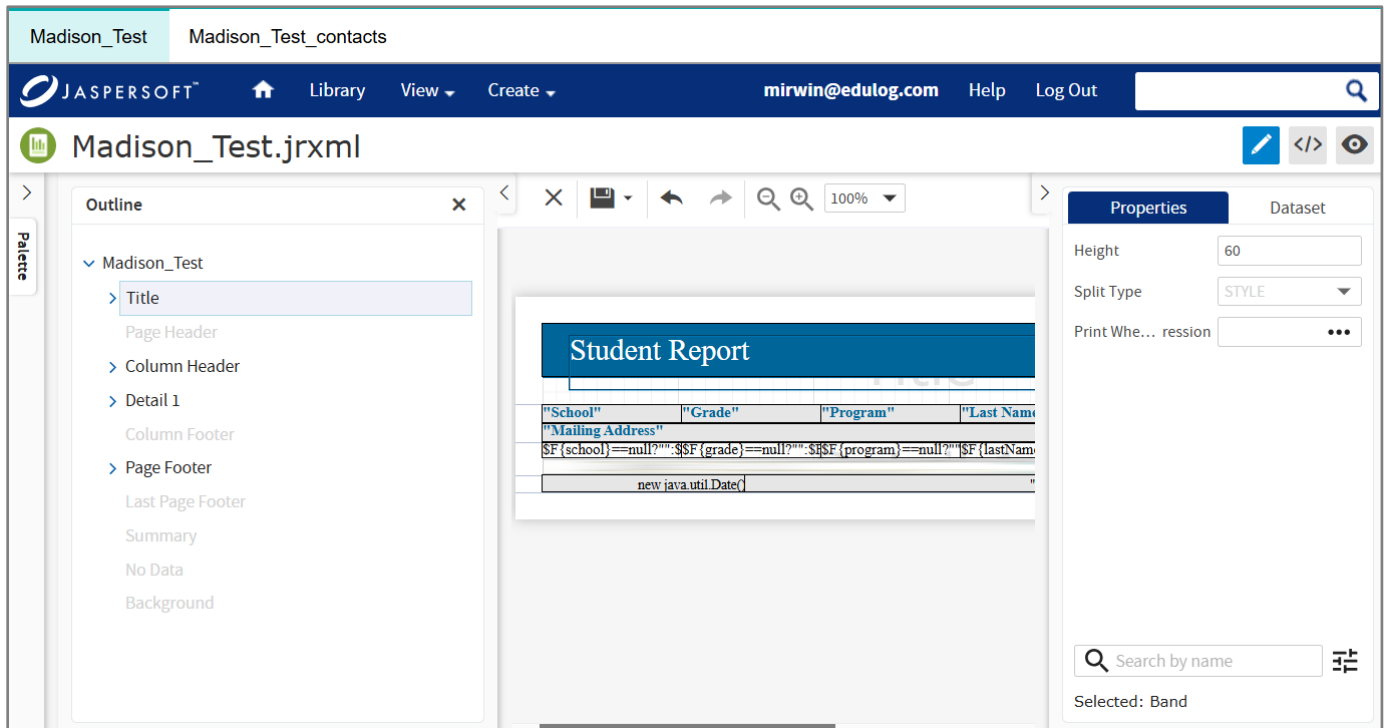 Madison_Test Madison_Test_contacts
JASPERSOFT™ Library View Create mirwin@edulog.com Help Log Out
Madison_Test.jrxml </>
Palette
Outline
Madison_Test
Title
Page Header
Column Header
Detail 1
Column Footer
Page Footer
Last Page Footer
Summary
No Data
Background
100%
Student Report
Title
"School" "Grade" "Program" "Last Name
"Mailing Address"
$F{school}==null?"":$ $F{grade}==null?"":$F $F{program}==null?"" $F{lastNam
new java.util.Date() "
Properties Dataset
Height 60
Split Type STYLE
Print Whe... ression •••
Search by name
Selected: Band